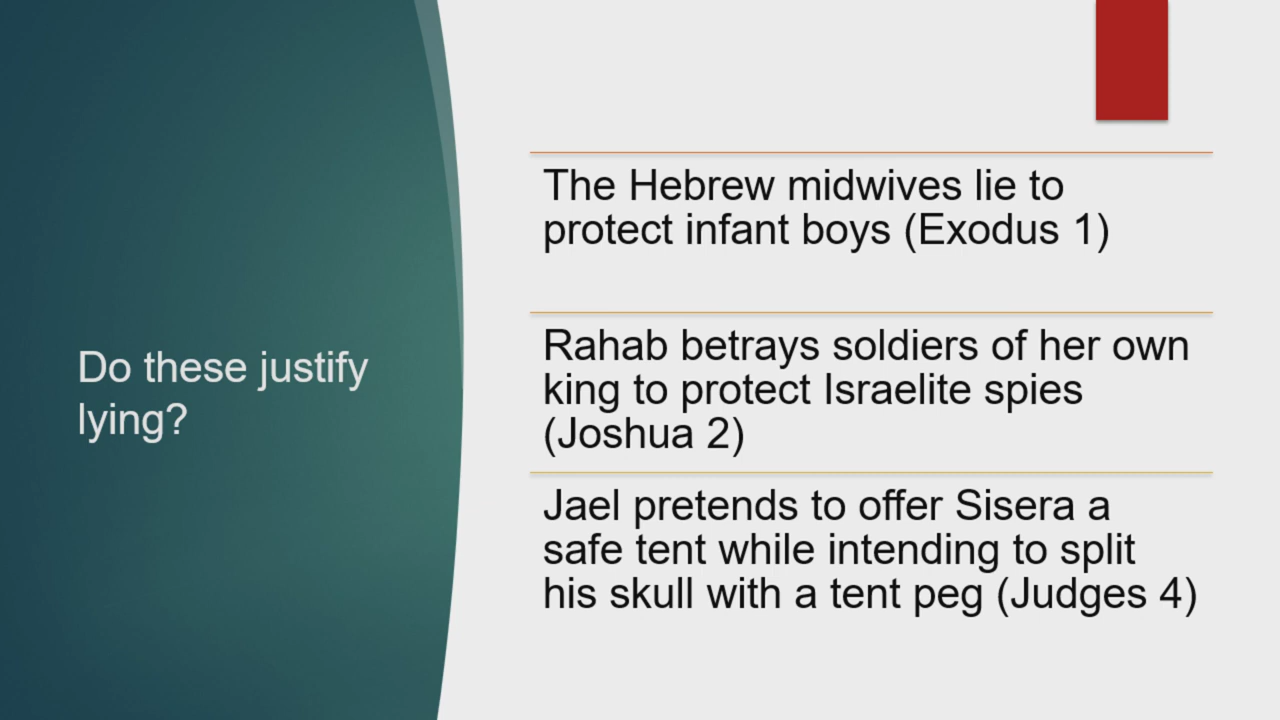 Do these justify
lying?
The Hebrew midwives lie to
protect infant boys (Exodus 1)
Rahab betrays soldiers of her own
king to protect Israelite spies
(Joshua 2)
Jael pretends to offer Sisera a
safe tent while intending to split
his skull with a tent peg (Judges 4)